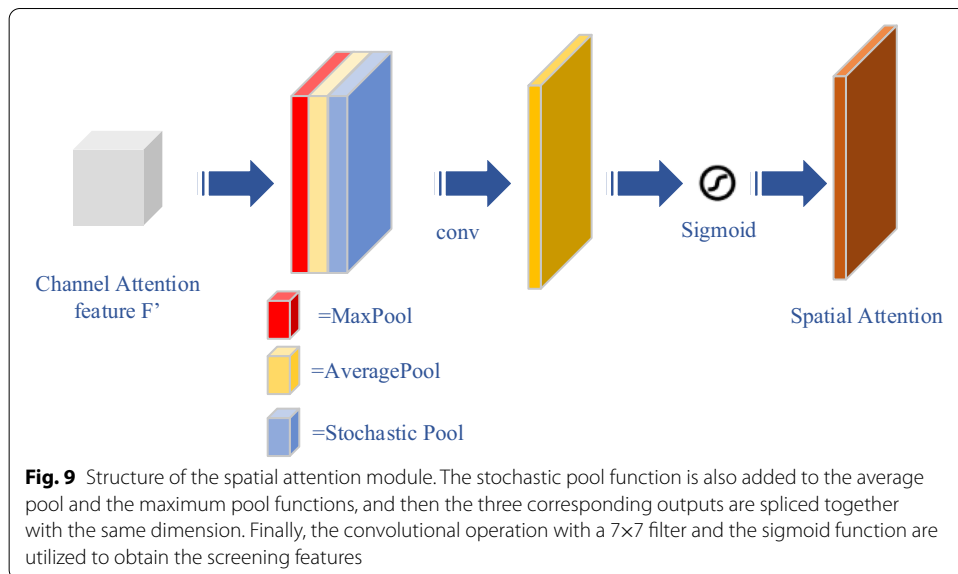 conv
Sigmoid
Channel Attention
feature F’
Spatial Attention
=MaxPool
=AveragePool
=Stochastic Pool
Fig. 9 Structure of the spatial attention module. The stochastic pool function is also added to the average
pool and the maximum pool functions, and then the three corresponding outputs are spliced together
with the same dimension. Finally, the convolutional operation with a 7×7 filter and the sigmoid function are
utilized to obtain the screening features